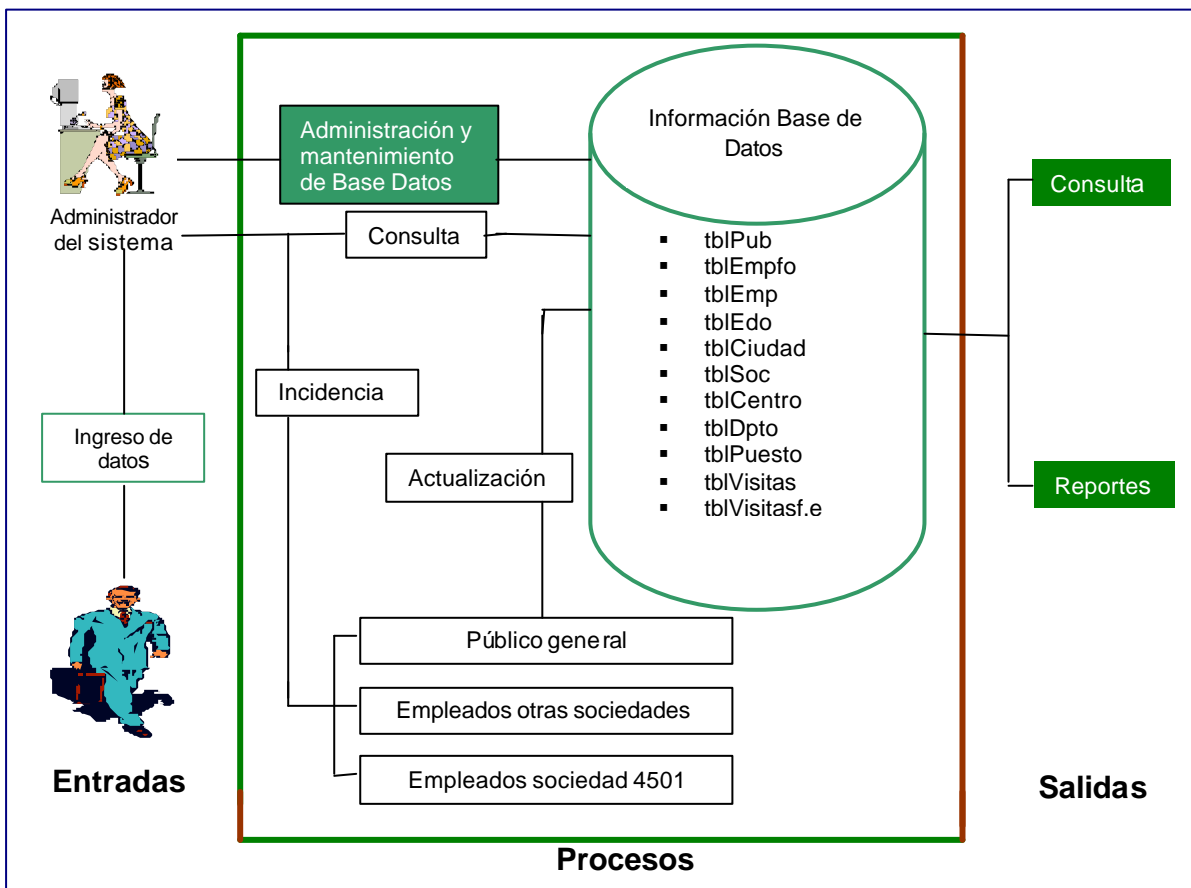 Administración y
mantenimiento
de Base Datos
Información Base de
Datos
Consulta
Administrador
del sistema
Consulta
▪ tblPub
▪ tblEmpfo
▪ tblEmp
▪ tblEdo
▪ tblCiudad
▪ tblSoc
▪ tblCentro
▪ tblDpto
▪ tblPuesto
▪ tblVisitas
▪ tblVisitasf.e
Incidencia
Ingreso de
datos
Actualización
Reportes
Público general
Empleados otras sociedades
Empleados sociedad 4501
Entradas
Salidas
Procesos